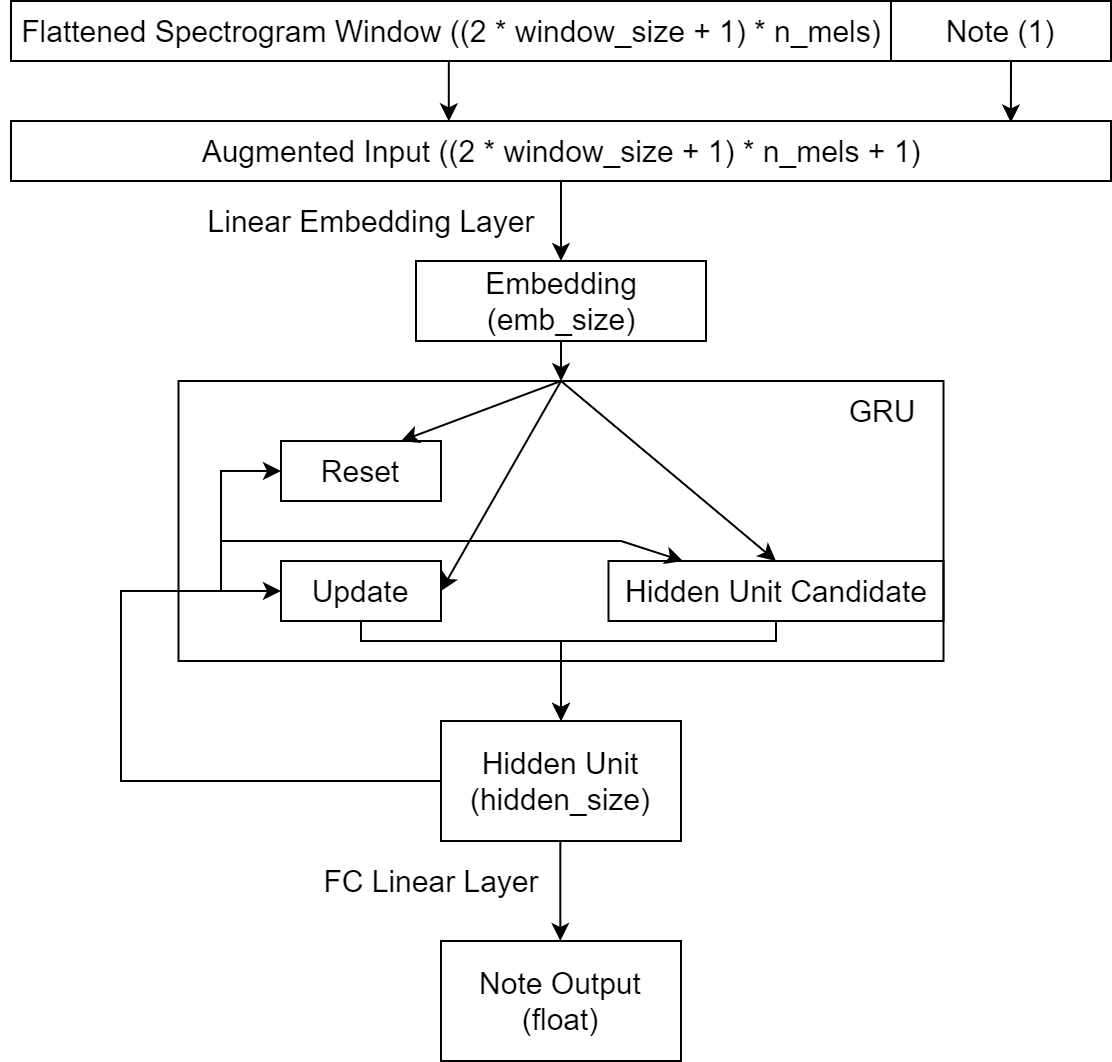 Flattened Spectrogram Window ((2 * window_size + 1) * n_mels)
Note (1)
Augmented Input ((2 * window_size + 1) * n_mels + 1)
Linear Embedding Layer
Embedding
(emb_size)
GRU
Reset
Update
Hidden Unit Candidate
Hidden Unit
(hidden_size)
FC Linear Layer
Note Output
(float)